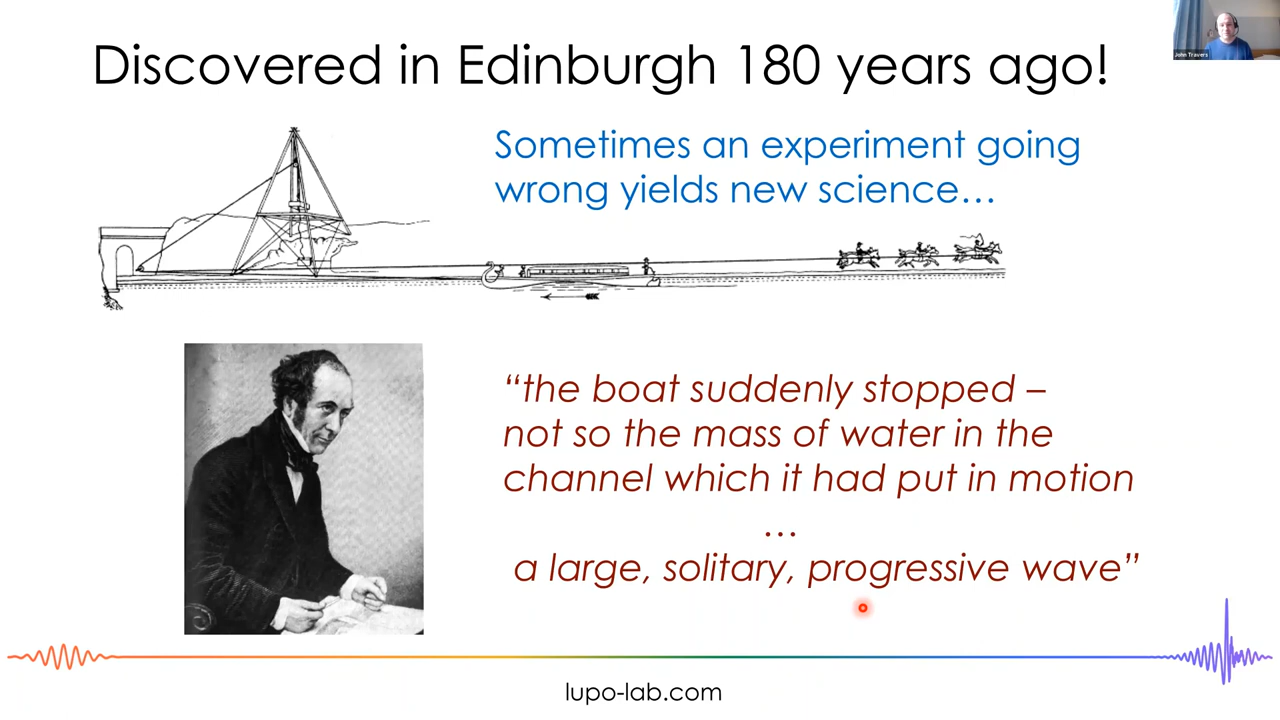 Discovered in Edinburgh 180 years ago!
John Travers
Sometimes an experiment going
wrong yields new science…
“the boat suddenly stopped –
not so the mass of water in the
channel which it had put in motion
…
a large, solitary, progressive wave”
lupo-lab.com